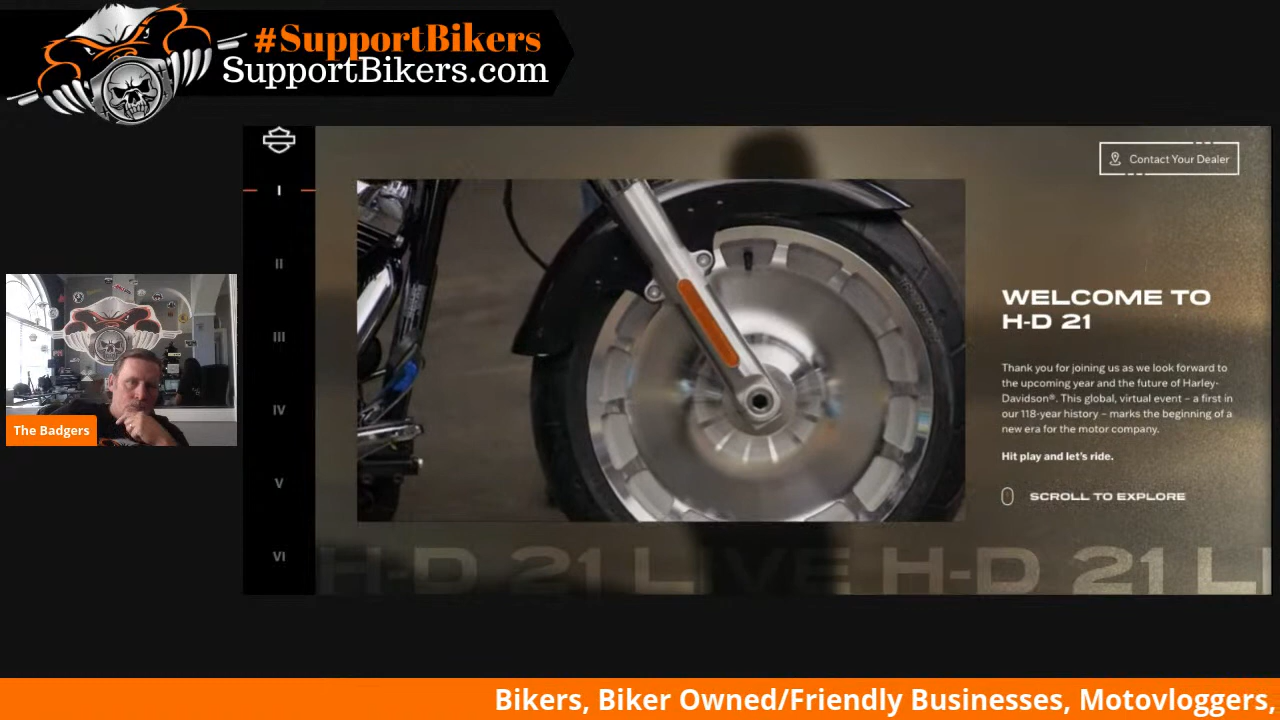 #SupportBikers
SupportBikers.com
I
II
III
IV
V
VI
Contact Your Dealer
WELCOME TO
H-D 21
Thank you for joining us as we look forward to
the upcoming year and the future of Harley-
Davidson®. This global, virtual event – a first in
our 118-year history – marks the beginning of a
new era for the motor company.
Hit play and let's ride.
SCROLL TO EXPLORE
H-D 21 LIVE H-D 21 LI
The Badgers
Bikers, Biker Owned/Friendly Businesses, Motovloggers,